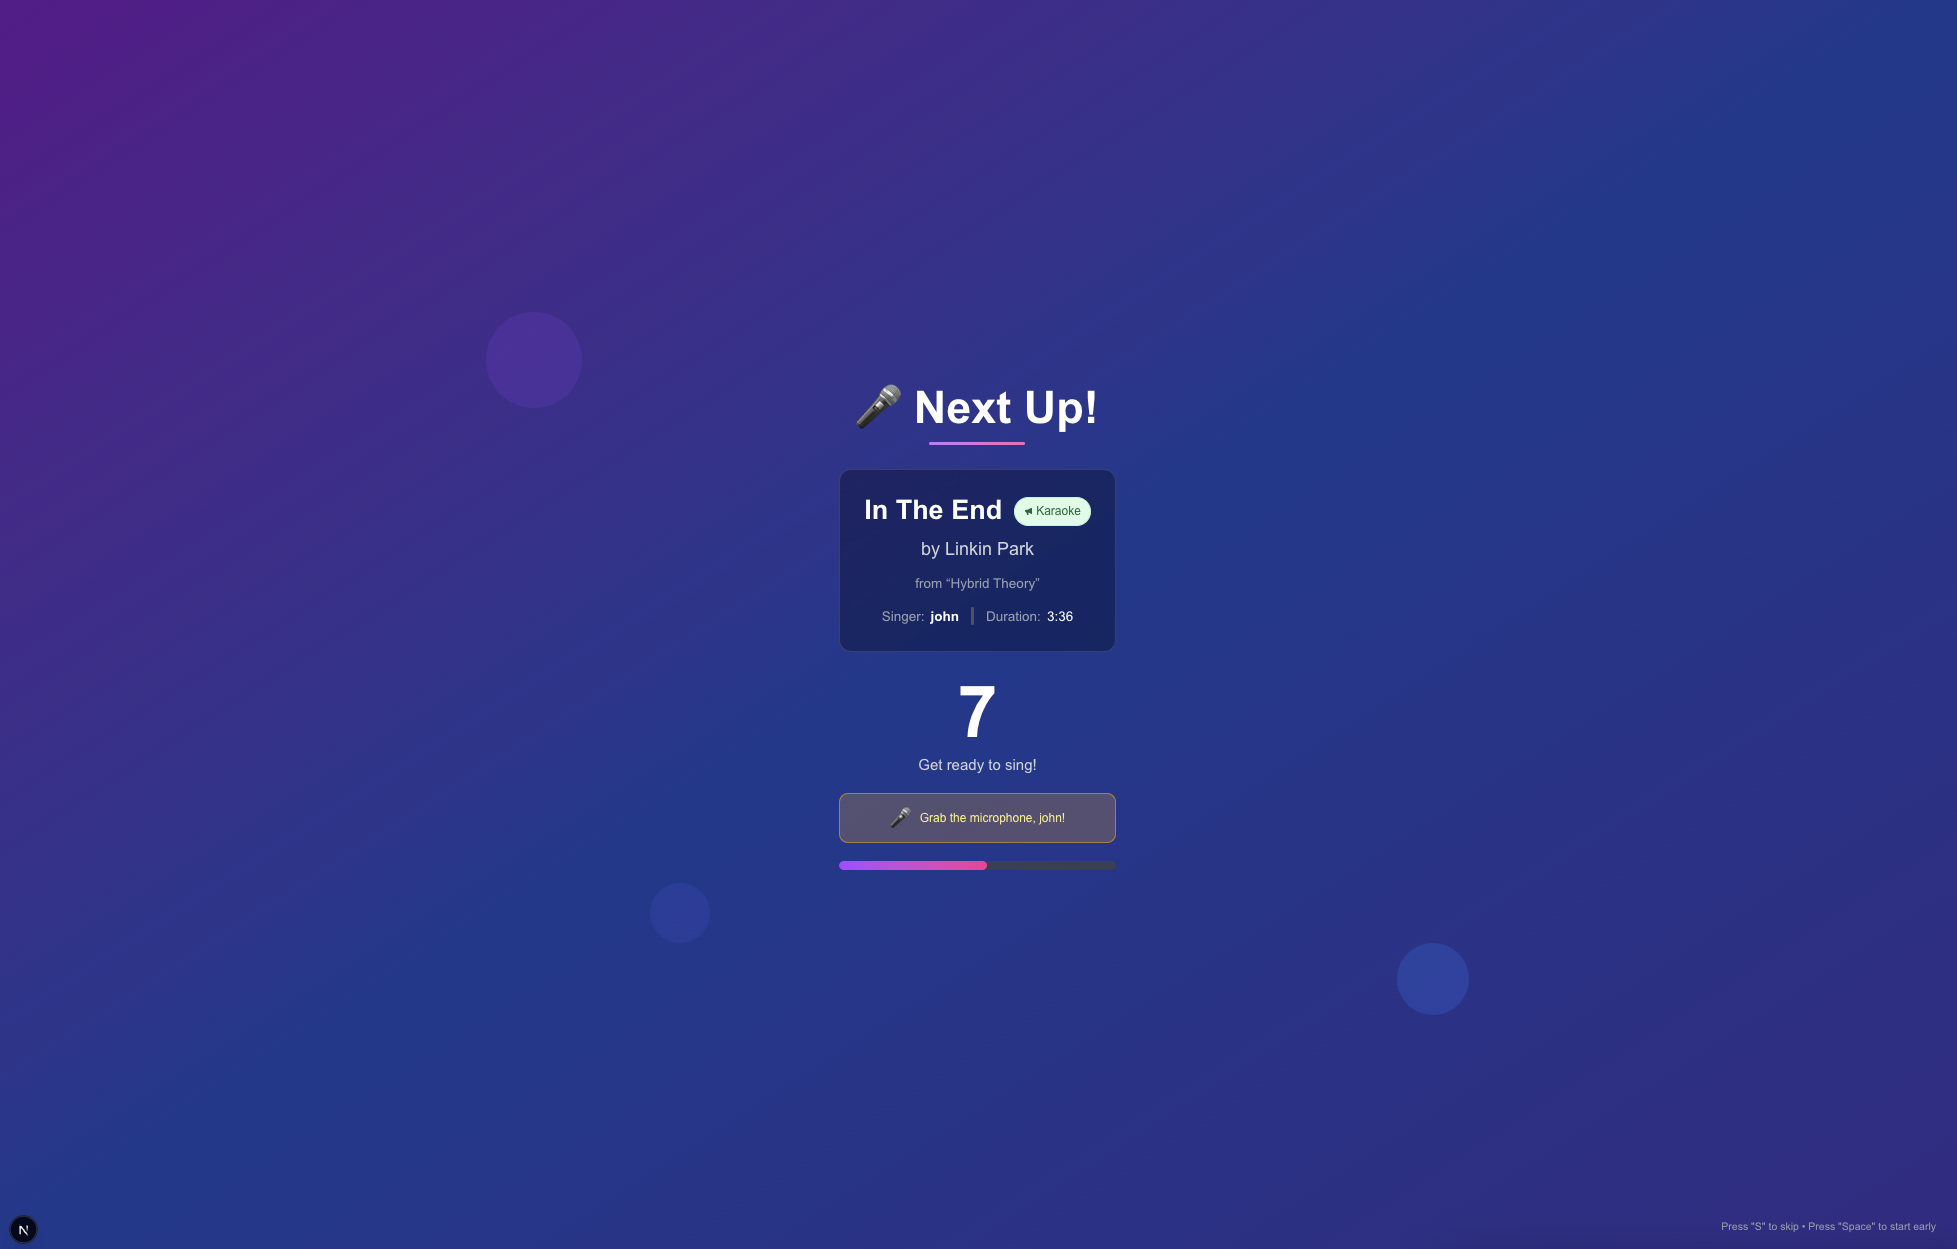 Next Up!
In The End Karaoke
by Linkin Park
from “Hybrid Theory”
Singer: john Duration: 3:36
7
Get ready to sing!
Grab the microphone, john!
N
Press "S" to skip • Press "Space" to start early